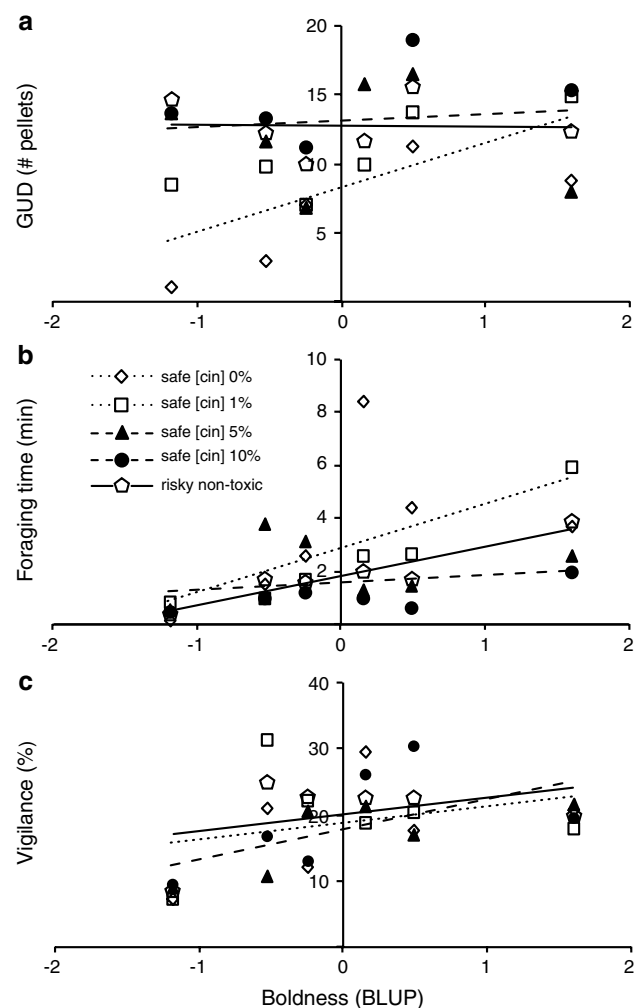 a
20
15
10
5
GUD (# pellets)
-2
-1
0
1
2
b
10
8
6
4
2
Foraging time (min)
safe [cin] 0%
safe [cin] 1%
safe [cin] 5%
safe [cin] 10%
risky non-toxic
-2
-1
0
1
2
c
40
30
20
10
Vigilance (%)
-2
-1
0
1
2
Boldness (BLUP)